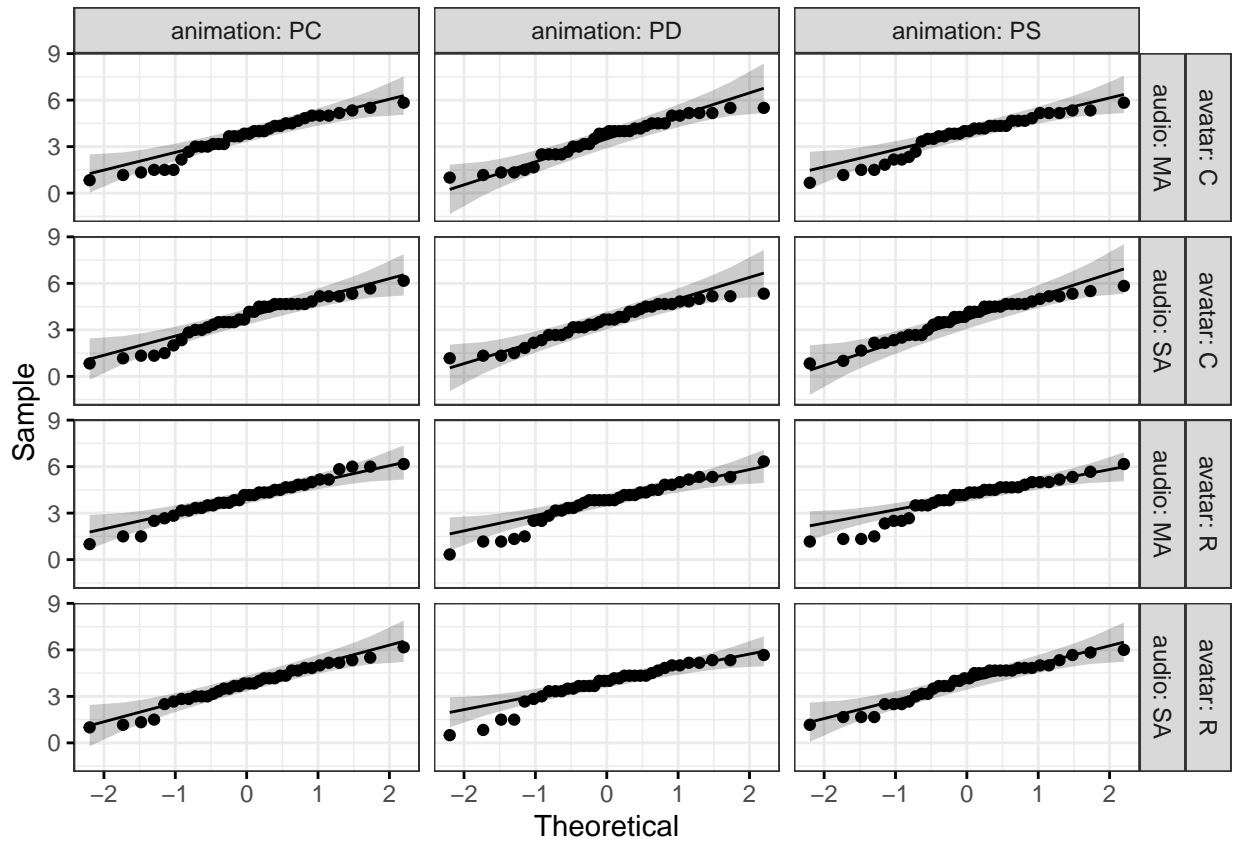 animation: PC
animation: PD
animation: PS
9
6
3
0
audio: MA
avatar: C
9
6
3
0
audio: SA
avatar: C
9
6
3
0
audio: MA
avatar: R
9
6
3
0
audio: SA
avatar: R
Sample
−2 −1 0 1 2
−2 −1 0 1 2
−2 −1 0 1 2
Theoretical